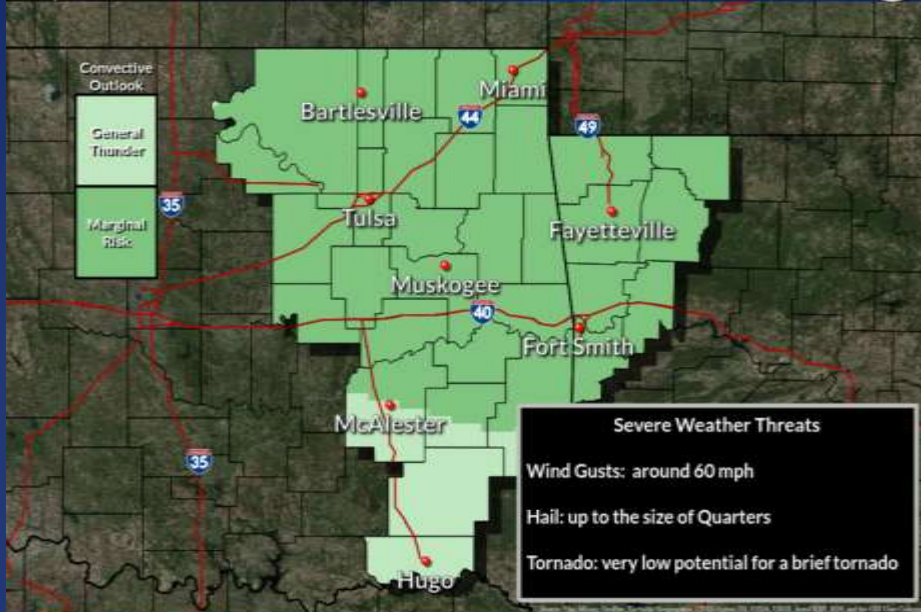 Convective
Outlook
General
Thunder
Marginal
Risk
35
Bartlesville
Miami
44
49
Tulsa
Fayetteville
Muskogee
40
Fort Smith
McAlester
35
Hugo
Severe Weather Threats
Wind Gusts: around 60 mph
Hail: up to the size of Quarters
Tornado: very low potential for a brief tornado